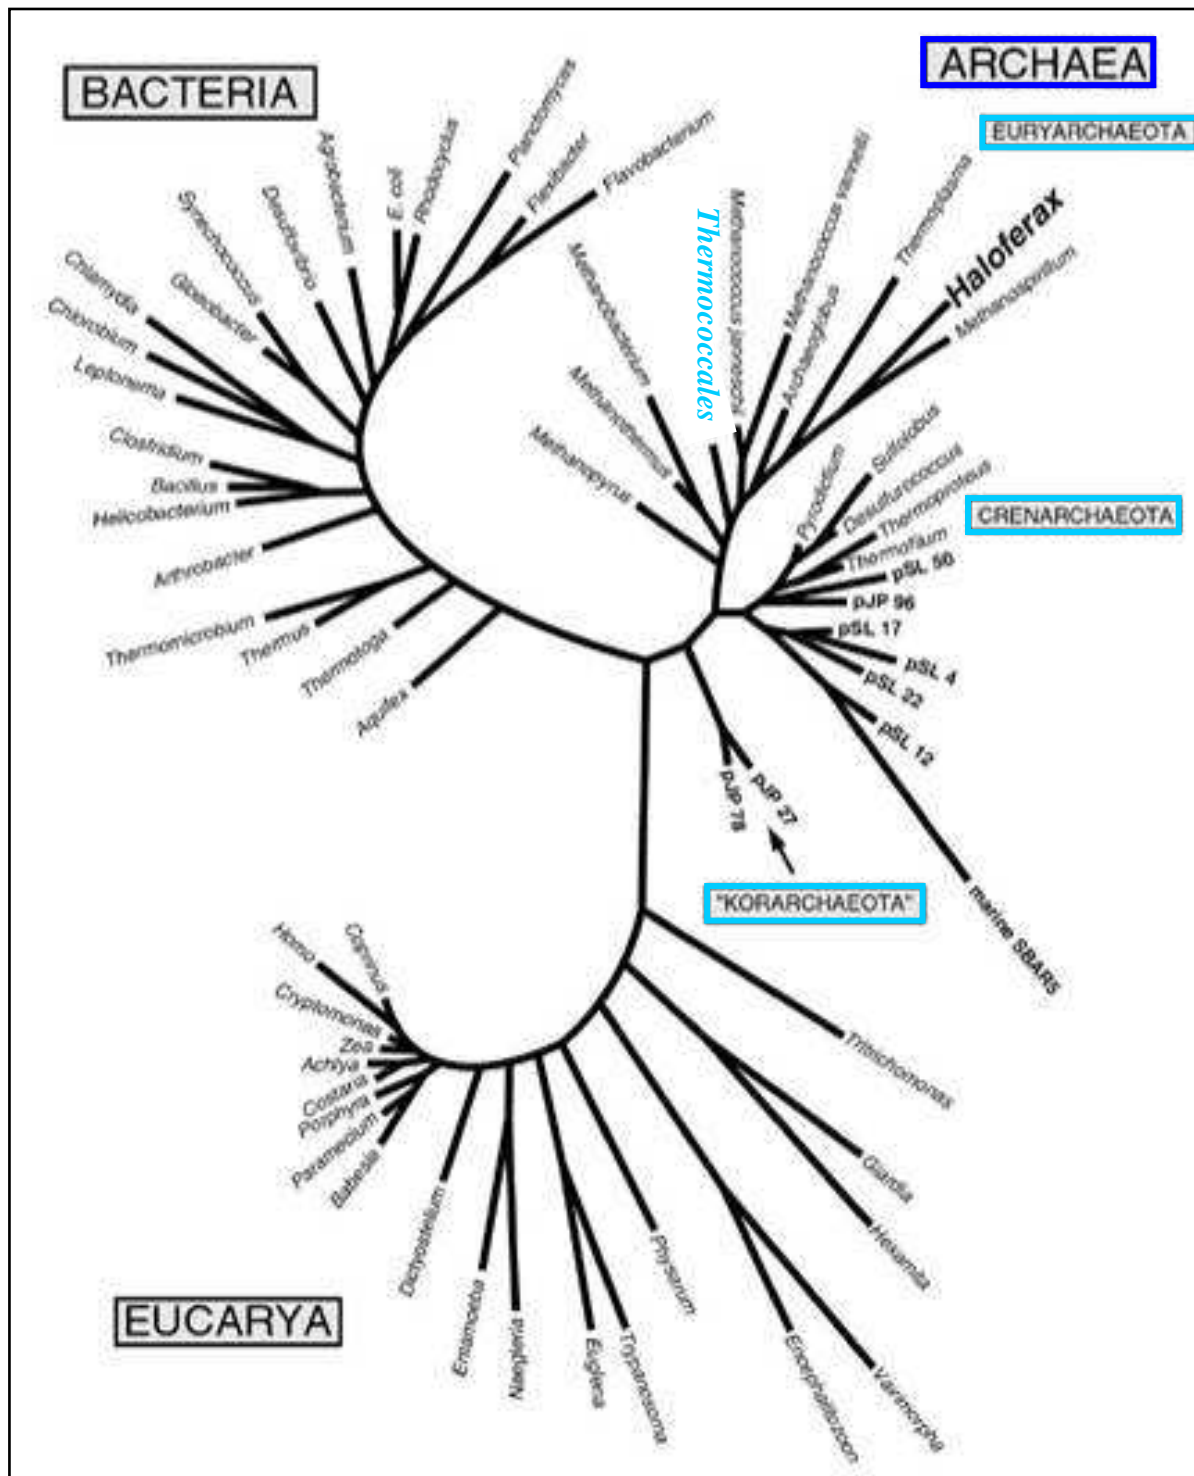 BACTERIA
ARCHAEA
EURYARCHAEOTA
CRENARCHAEOTA
"KORARCHAEOTA"
EUCARYA
Planctomyces
Flexibacter
Flavobacterium
Rhodocyclus
E. coli
Agrobacterium
Desulfovibrio
Synechococcus
Gloeobacter
Chlamydia
Chlorobium
Leptonema
Clostridium
Bacillus
Heliobacterium
Arthrobacter
Thermomicrobium
Thermus
Thermotoga
Aquifex
Methanopyrus
Methanothermus
Methanobacterium
Thermococcales
Methanococcus jannaschii
Methanococcus vannielii
Archaeoglobus
Thermoplasma
Haloferax
Methanospirillum
Pyrodictium
Sulfolobus
Desulfurococcus
Thermoproteus
Thermofilum
pSL 50
pJP 96
pSL 17
pSL 4
pSL 22
pSL 12
marine SBAR5
pJP 27
pJP 78
Tritrichomonas
Giardia
Hexamita
Vairimorpha
Encephalitozoon
Physarum
Trypanosoma
Euglena
Naegleria
Entamoeba
Dictyostelium
Babesia
Paramecium
Porphyra
Costaria
Achlya
Zea
Cryptomonas
Homo
Coprinus